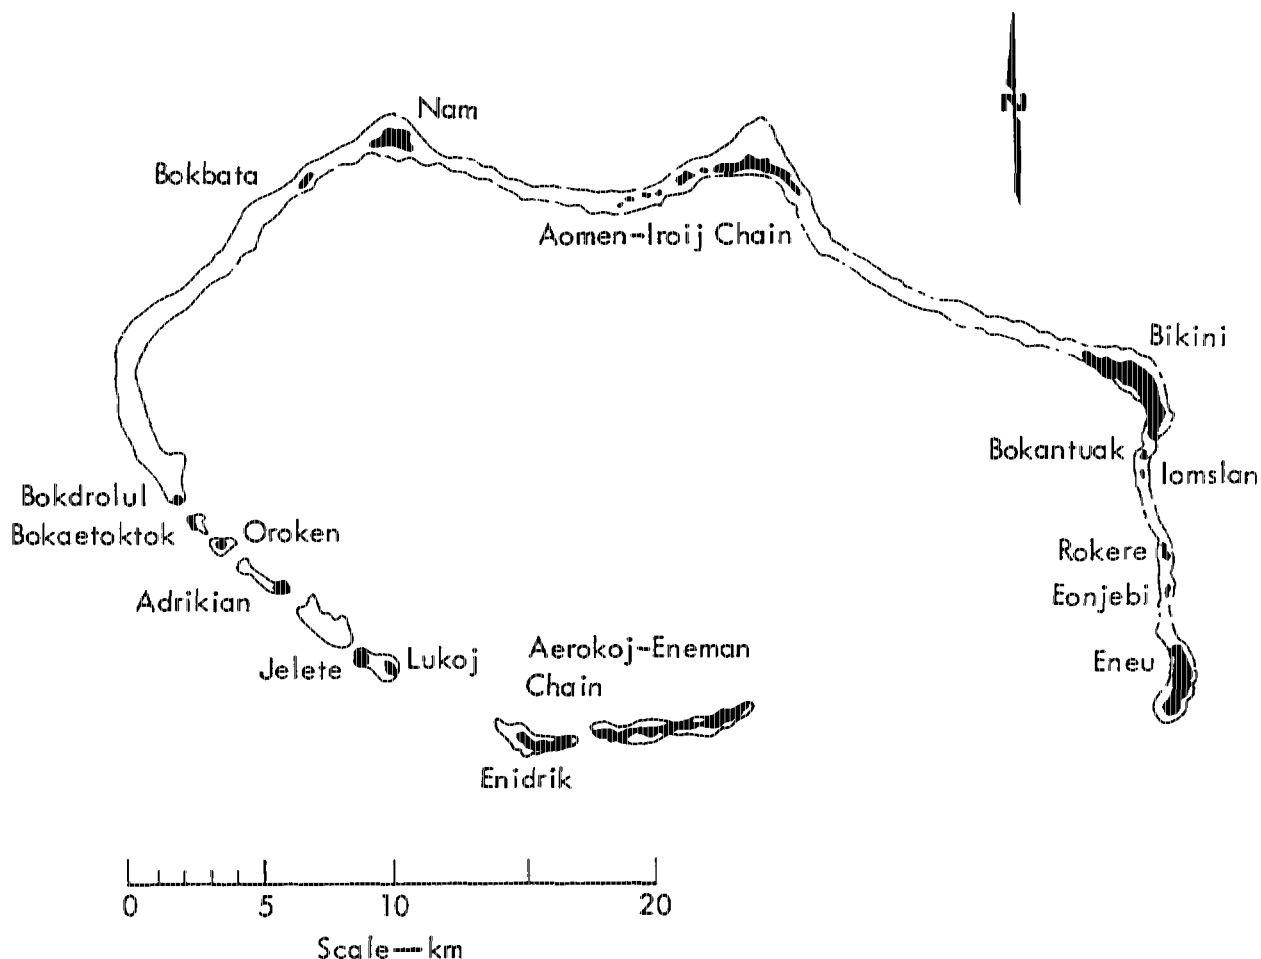 N
Nam
Bokbata
Aomen-Iroij Chain
Bikini
Bokantuak
Iomslan
Bokdrolul
Bokaetoktok
Oroken
Rokere
Adrikian
Eonjebi
Jelete
Lukoj
Aerokoj-Eneman
Chain
Eneu
Enidrik
0 5 10 20
Scale—km